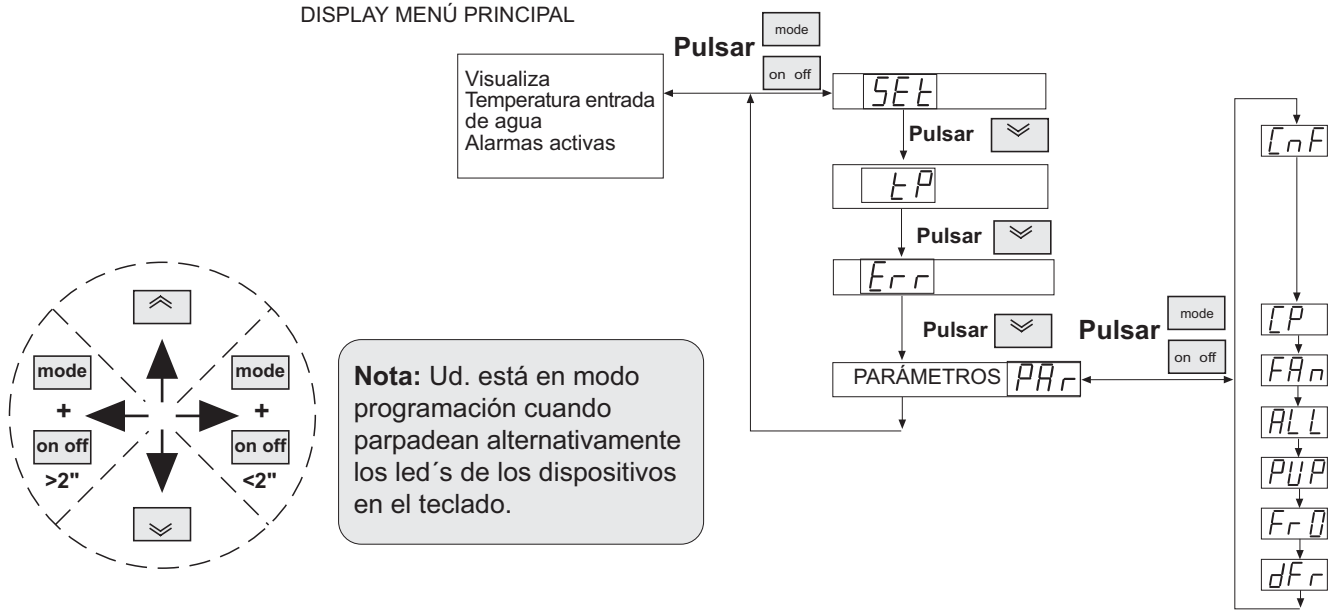 DISPLAY MENÚ PRINCIPAL
Visualiza
Temperatura entrada
de agua
Alarmas activas
Pulsar
mode
on off
SEt
Pulsar
tP
Pulsar
Err
Pulsar
PARÁMETROS PAr
Pulsar
mode
on off
CnF
CP
FAn
ALL
PUP
Fr0
dFr
mode
+
on off
>2"
mode
+
on off
<2"
Nota: Ud. está en modo
programación cuando
parpadean alternativamente
los led´s de los dispositivos
en el teclado.